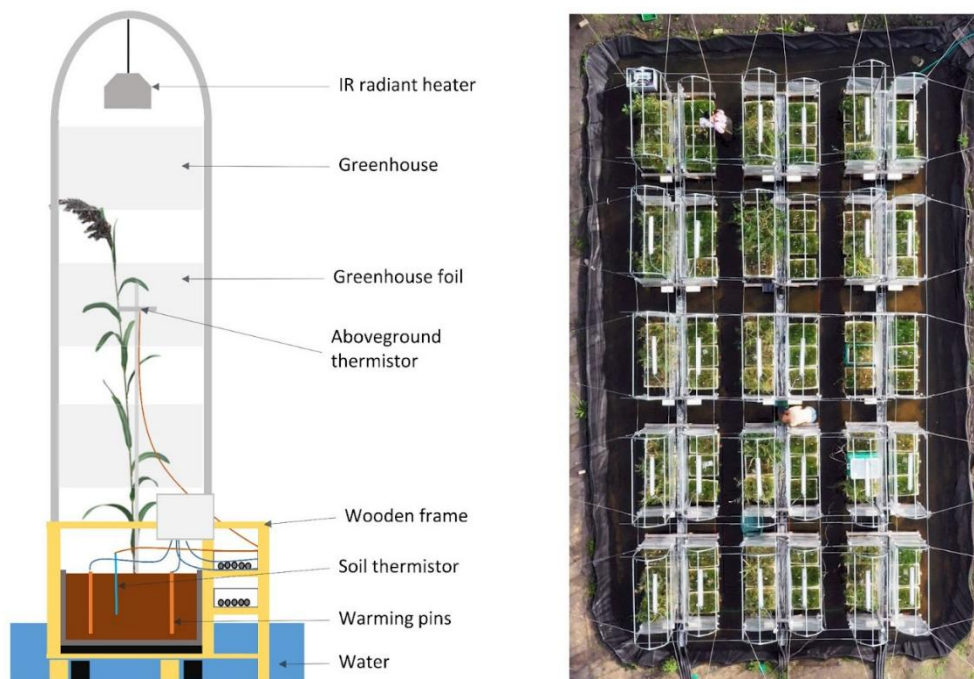 IR radiant heater
Greenhouse
Greenhouse foil
Aboveground
thermistor
Wooden frame
Soil thermistor
Warming pins
Water